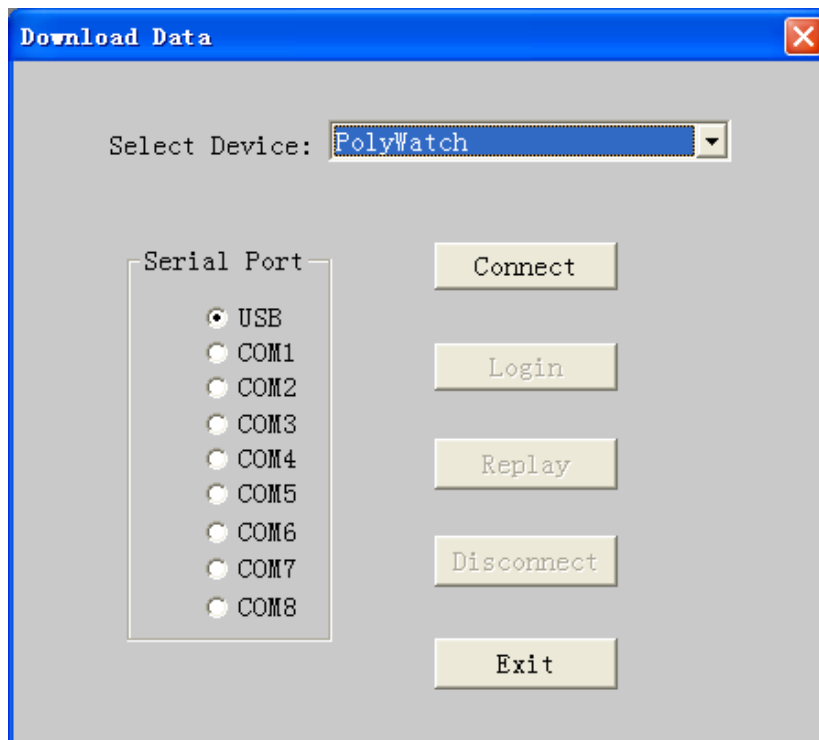 Download Data
Select Device: PolyWatch
Serial Port
USB
COM1
COM2
COM3
COM4
COM5
COM6
COM7
COM8
Connect
Login
Replay
Disconnect
Exit